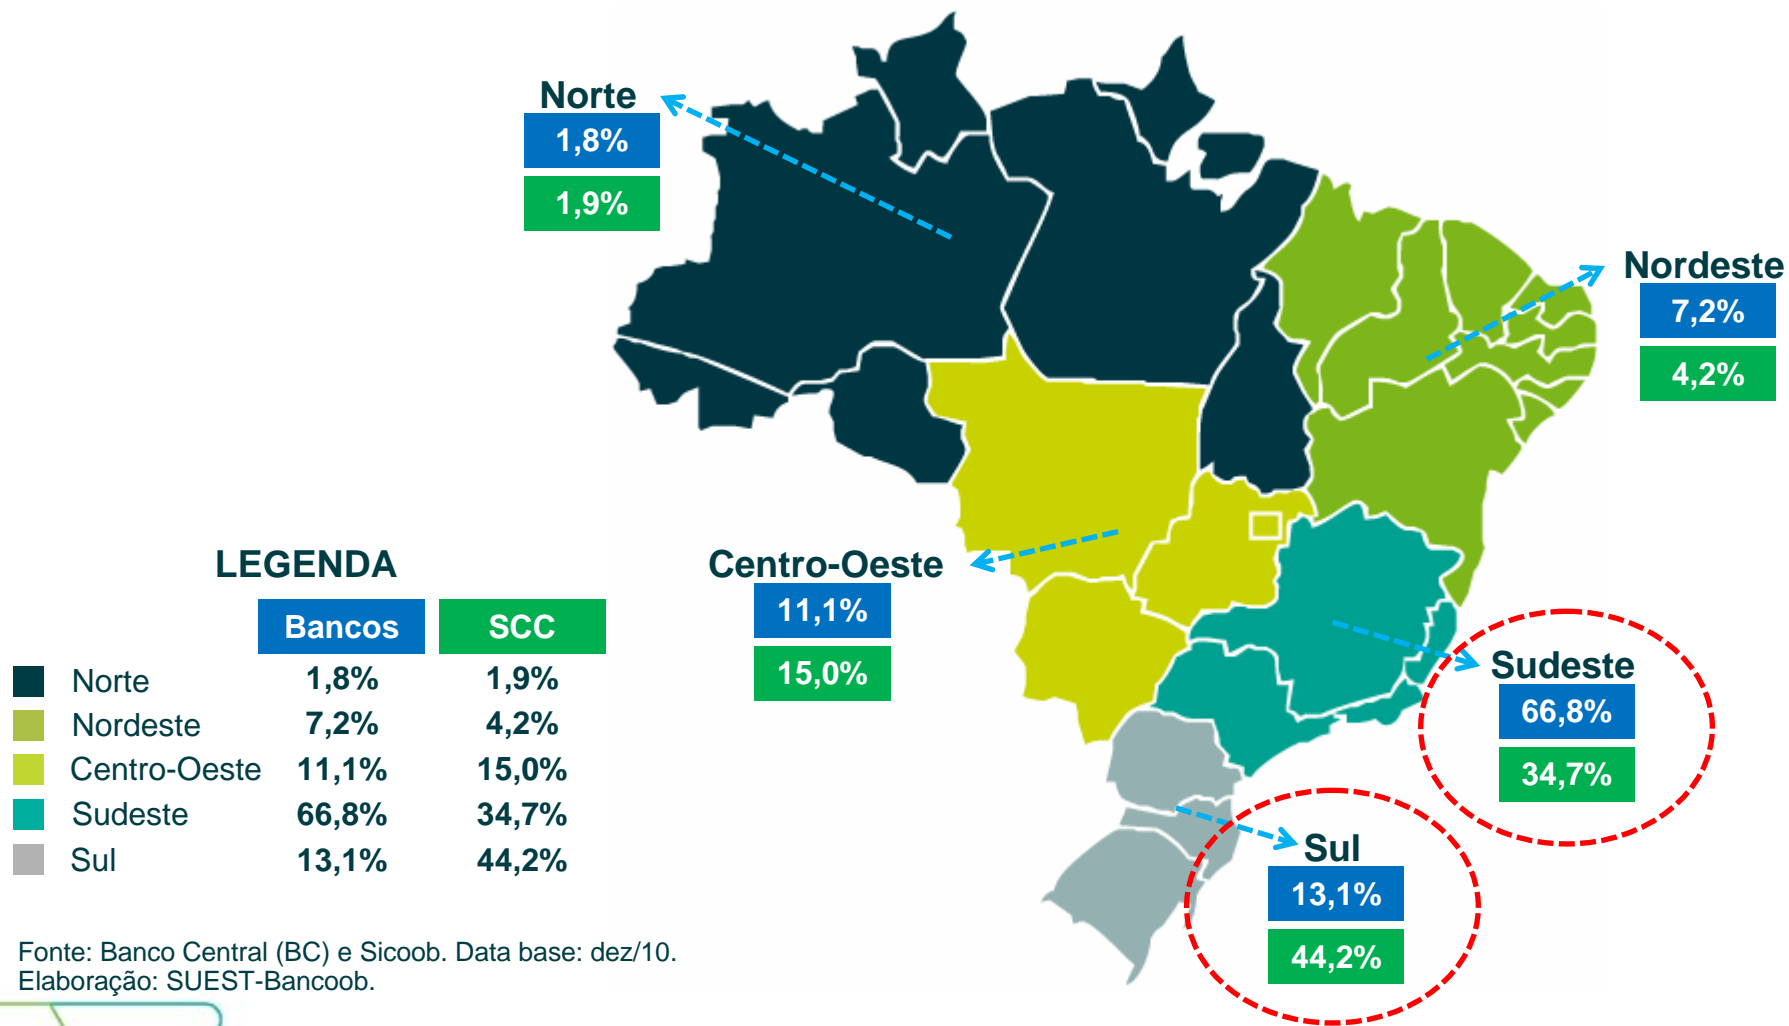 Norte
1,8%
1,9%
Nordeste
7,2%
4,2%
Centro-Oeste
11,1%
15,0%
Sudeste
66,8%
34,7%
Sul
13,1%
44,2%
LEGENDA
Bancos SCC
Norte 1,8% 1,9%
Nordeste 7,2% 4,2%
Centro-Oeste 11,1% 15,0%
Sudeste 66,8% 34,7%
Sul 13,1% 44,2%
Fonte: Banco Central (BC) e Sicoob. Data base: dez/10.
Elaboração: SUEST-Bancoob.